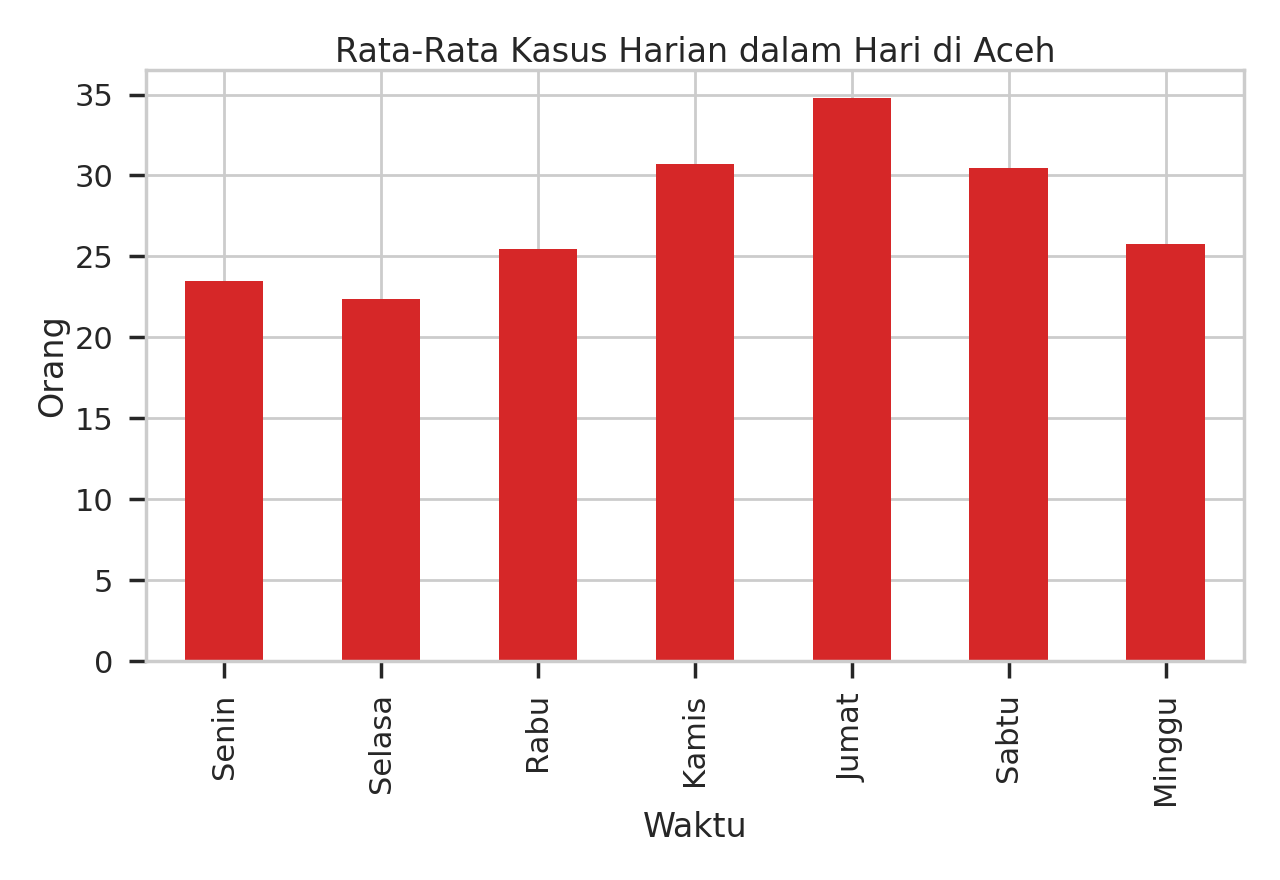 Rata-Rata Kasus Harian dalam Hari di Aceh
Orang
35
30
25
20
15
10
5
0
Senin
Selasa
Rabu
Kamis
Jumat
Sabtu
Minggu
Waktu